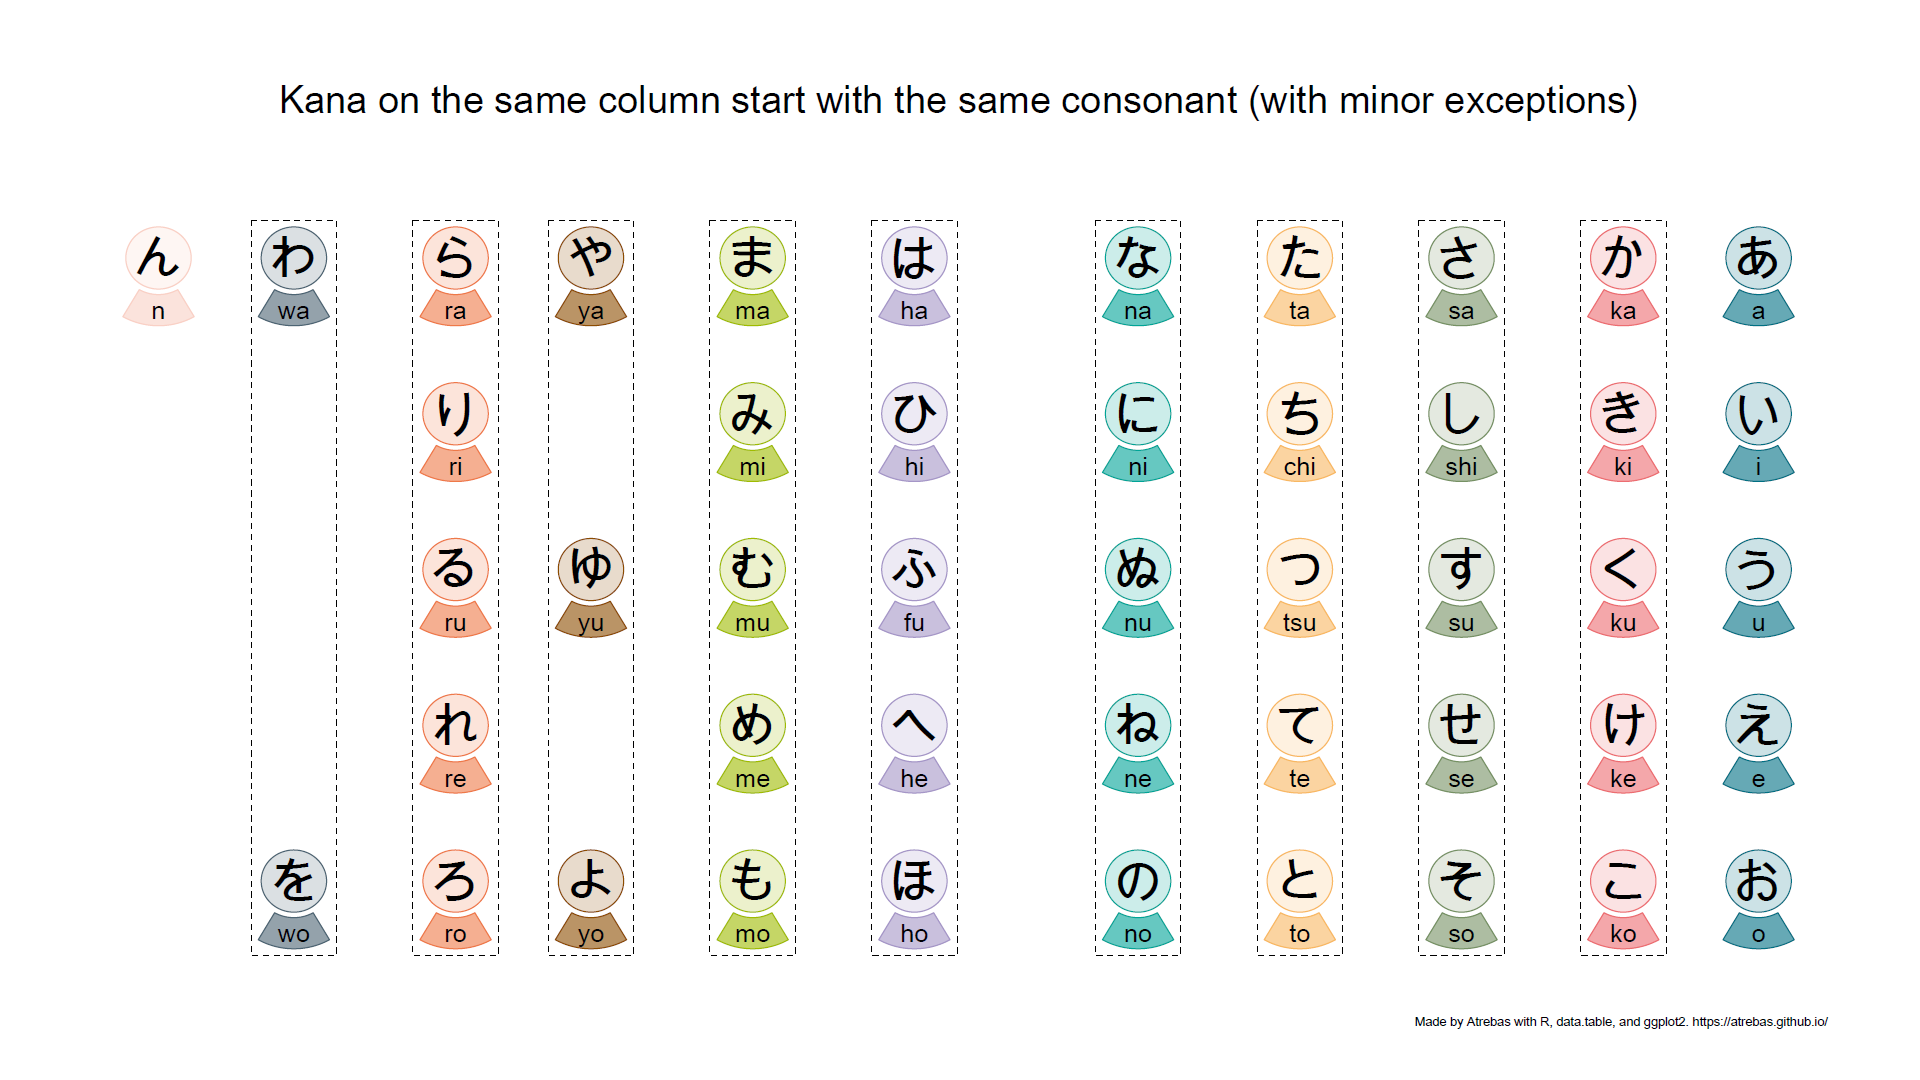 Kana on the same column start with the same consonant (with minor exceptions)
ん わ ら や ま は な た さ か あ
n wa ra ya ma ha na ta sa ka a
り み ひ に ち し き い
ri mi hi ni chi shi ki i
る ゆ む ふ ぬ つ す く う
ru yu mu fu nu tsu su ku u
れ め へ ね て せ け え
re me he ne te se ke e
を ろ よ も ほ の と そ こ お
wo ro yo mo ho no to so ko o
Made by Atrebas with R, data.table, and ggplot2. https://atrebas.github.io/